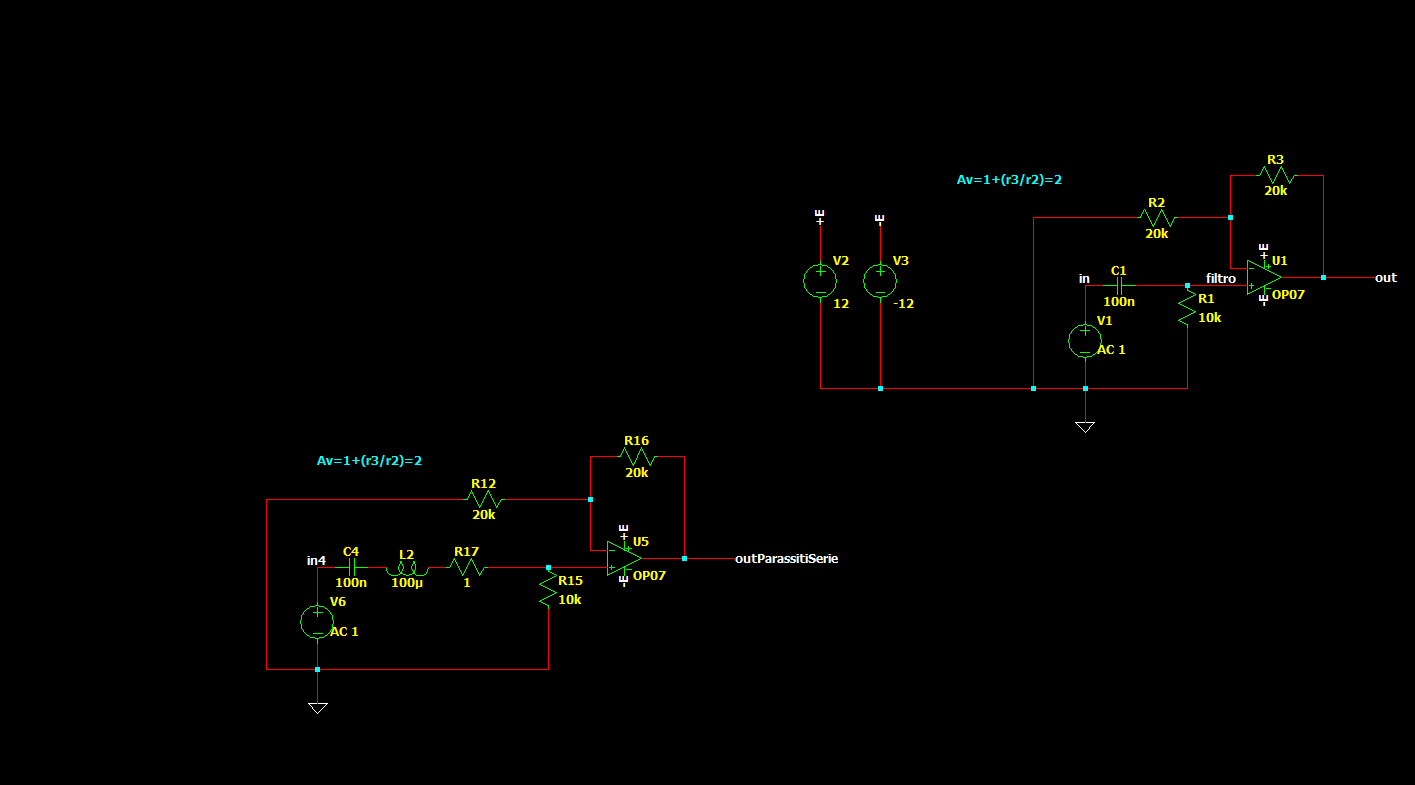 R3
20k
Av=1+(r3/r2)=2
R2
20k
+E
-E
V2
12
V3
-12
+E
U1
OP07
-E
out
in
C1
100n
filtro
R1
10k
V1
AC 1
R16
20k
Av=1+(r3/r2)=2
R12
20k
+E
U5
OP07
-E
outParassitiSerie
in4
C4
100n
L2
100µ
R17
1
R15
10k
V6
AC 1